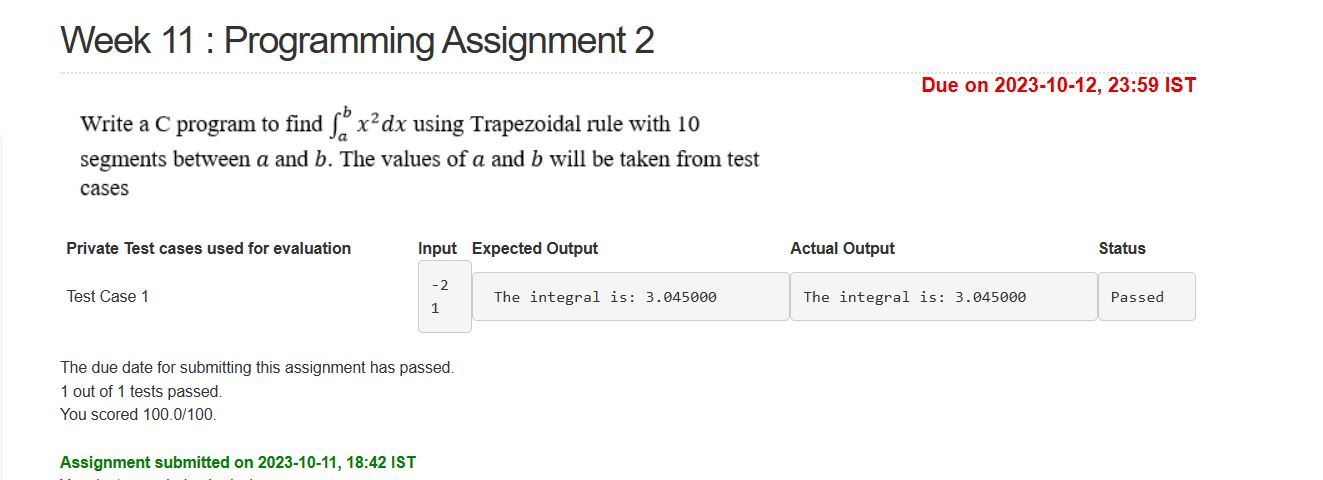 Week 11 : Programming Assignment 2
Due on 2023-10-12, 23:59 IST
Write a C program to find ∫ₐᵇ x²dx using Trapezoidal rule with 10
segments between a and b. The values of a and b will be taken from test
cases
Private Test cases used for evaluation Input Expected Output Actual Output Status
Test Case 1 -2 The integral is: 3.045000 The integral is: 3.045000 Passed
1
The due date for submitting this assignment has passed.
1 out of 1 tests passed.
You scored 100.0/100.
Assignment submitted on 2023-10-11, 18:42 IST